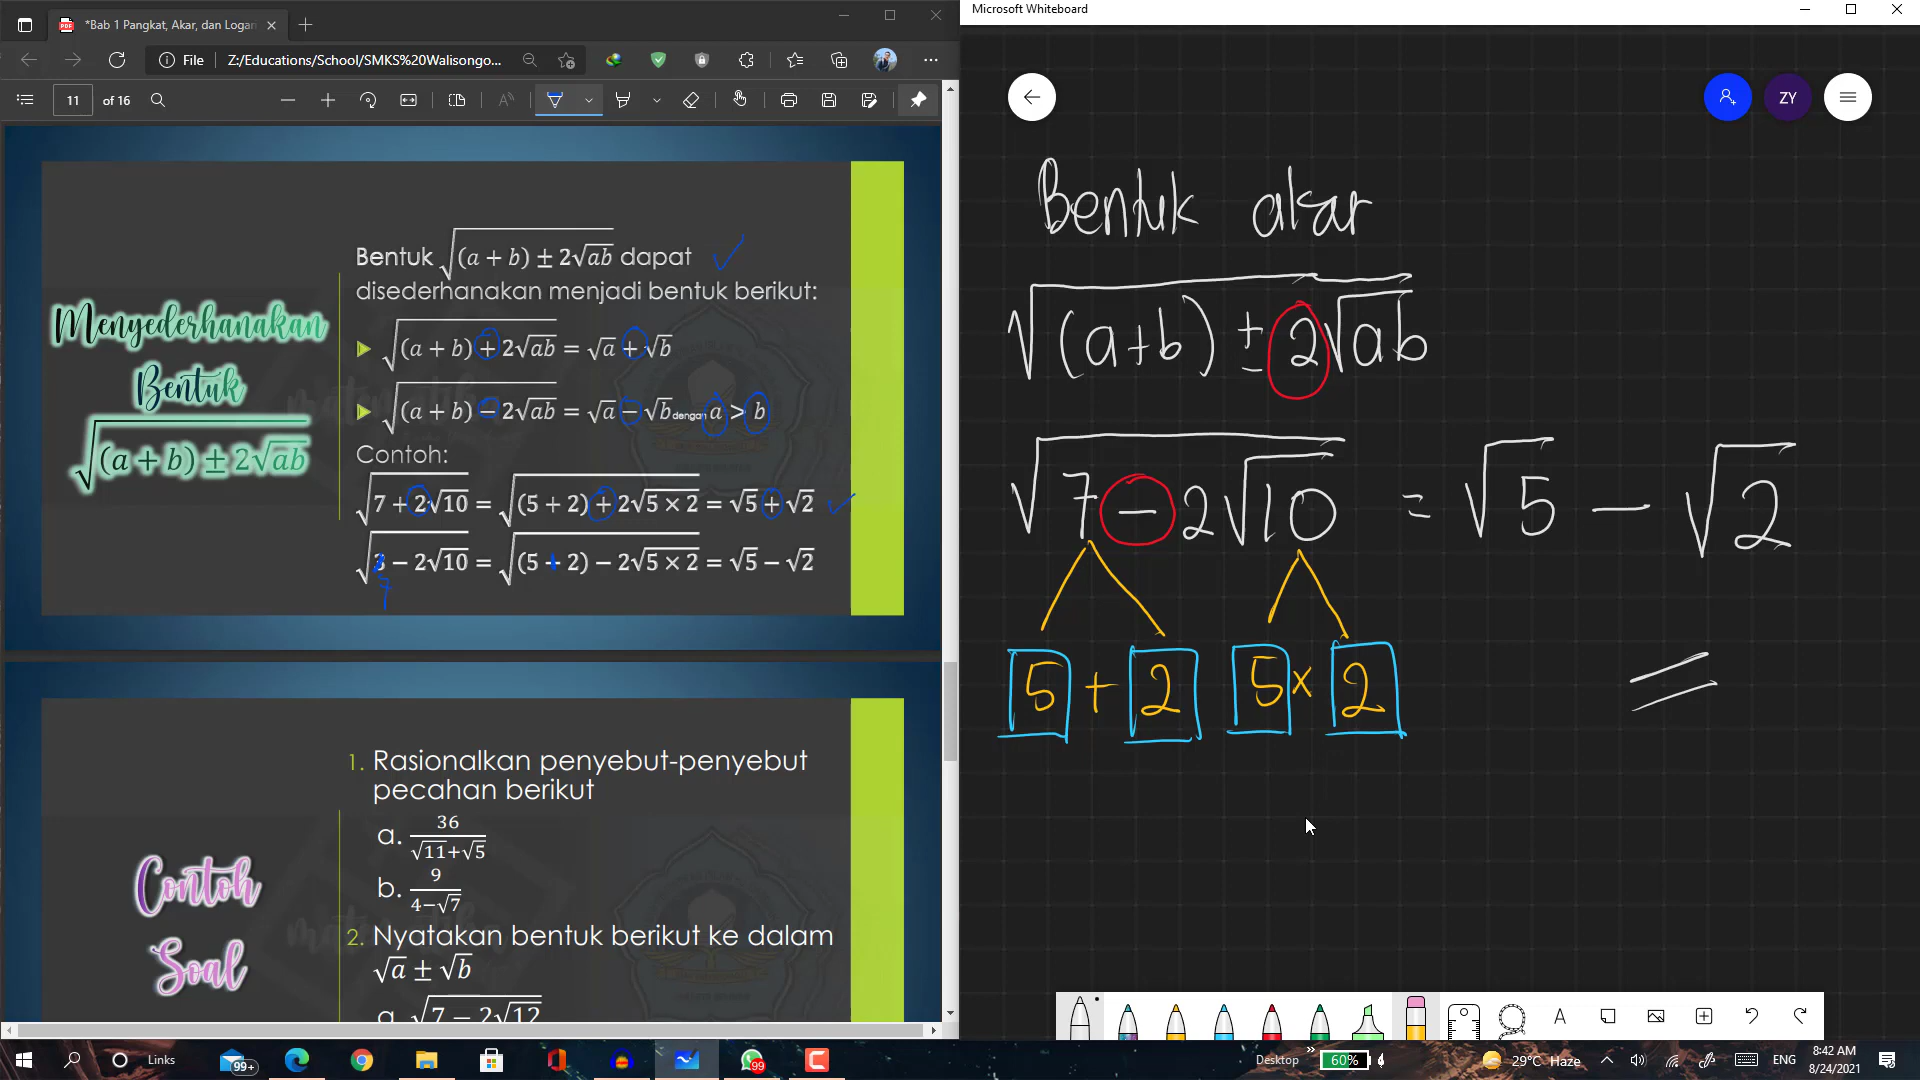 *Bab 1 Pangkat, Akar, dan Logar
File Z:/Educations/School/SMKS%20Walisongo...
11 of 16
Menyederhanakan
Bentuk
√((a + b) ± 2√ab)
Bentuk √((a + b) ± 2√ab) dapat
disederhanakan menjadi bentuk berikut:
√((a + b) + 2√ab) = √a + √b
√((a + b) − 2√ab) = √a − √b dengan a > b
Contoh:
√(7 + 2√10) = √((5 + 2) + 2√(5 × 2)) = √5 + √2
√(3 − 2√10) = √((5 + 2) − 2√(5 × 2)) = √5 − √2
7
Contoh
Soal
1. Rasionalkan penyebut-penyebut
pecahan berikut
a. 36/(√11+√5)
b. 9/(4−√7)
2. Nyatakan bentuk berikut ke dalam
√a ± √b
a √(7 − 2√12)
Microsoft Whiteboard
ZY
Bentuk akar
√((a+b) ± 2√ab)
√(7 − 2√10) = √5 − √2
5 + 2 5 × 2
Links
99+
99
Desktop
60%
29°C Haze
ENG
8:42 AM
8/24/2021